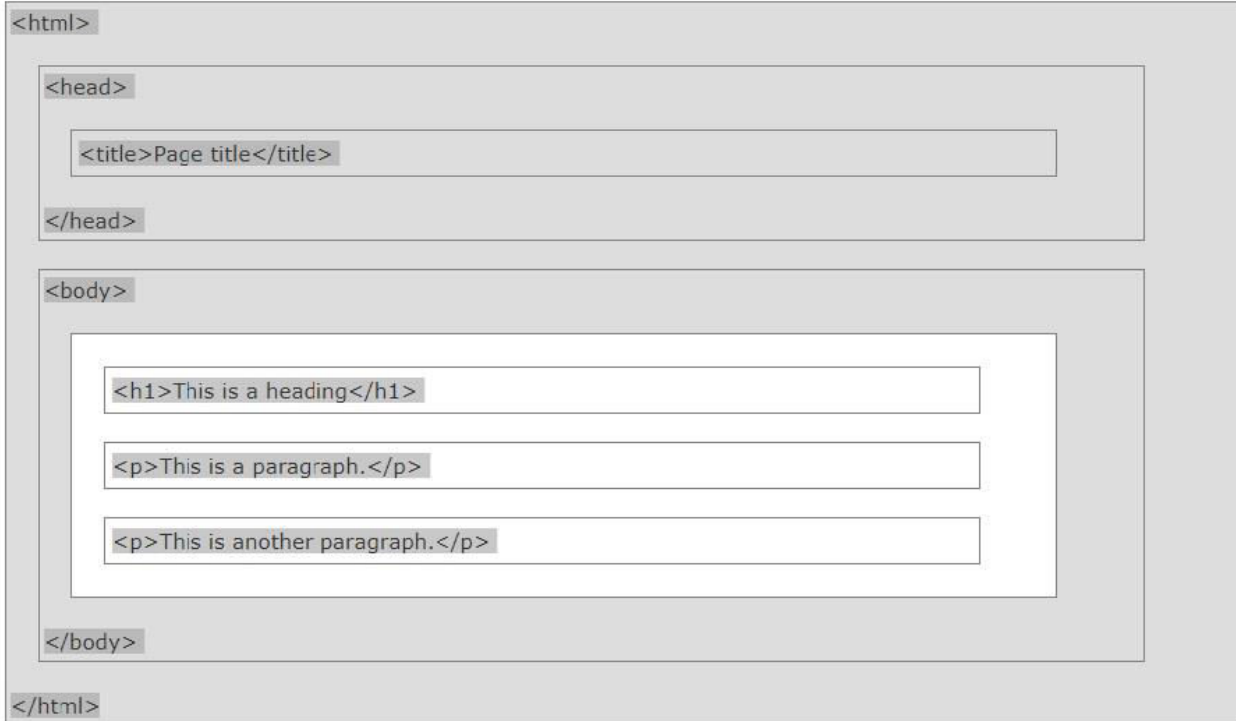 <html>
<head>
<title>Page title</title>
</head>
<body>
<h1>This is a heading</h1>
<p>This is a paragraph.</p>
<p>This is another paragraph.</p>
</body>
</html>